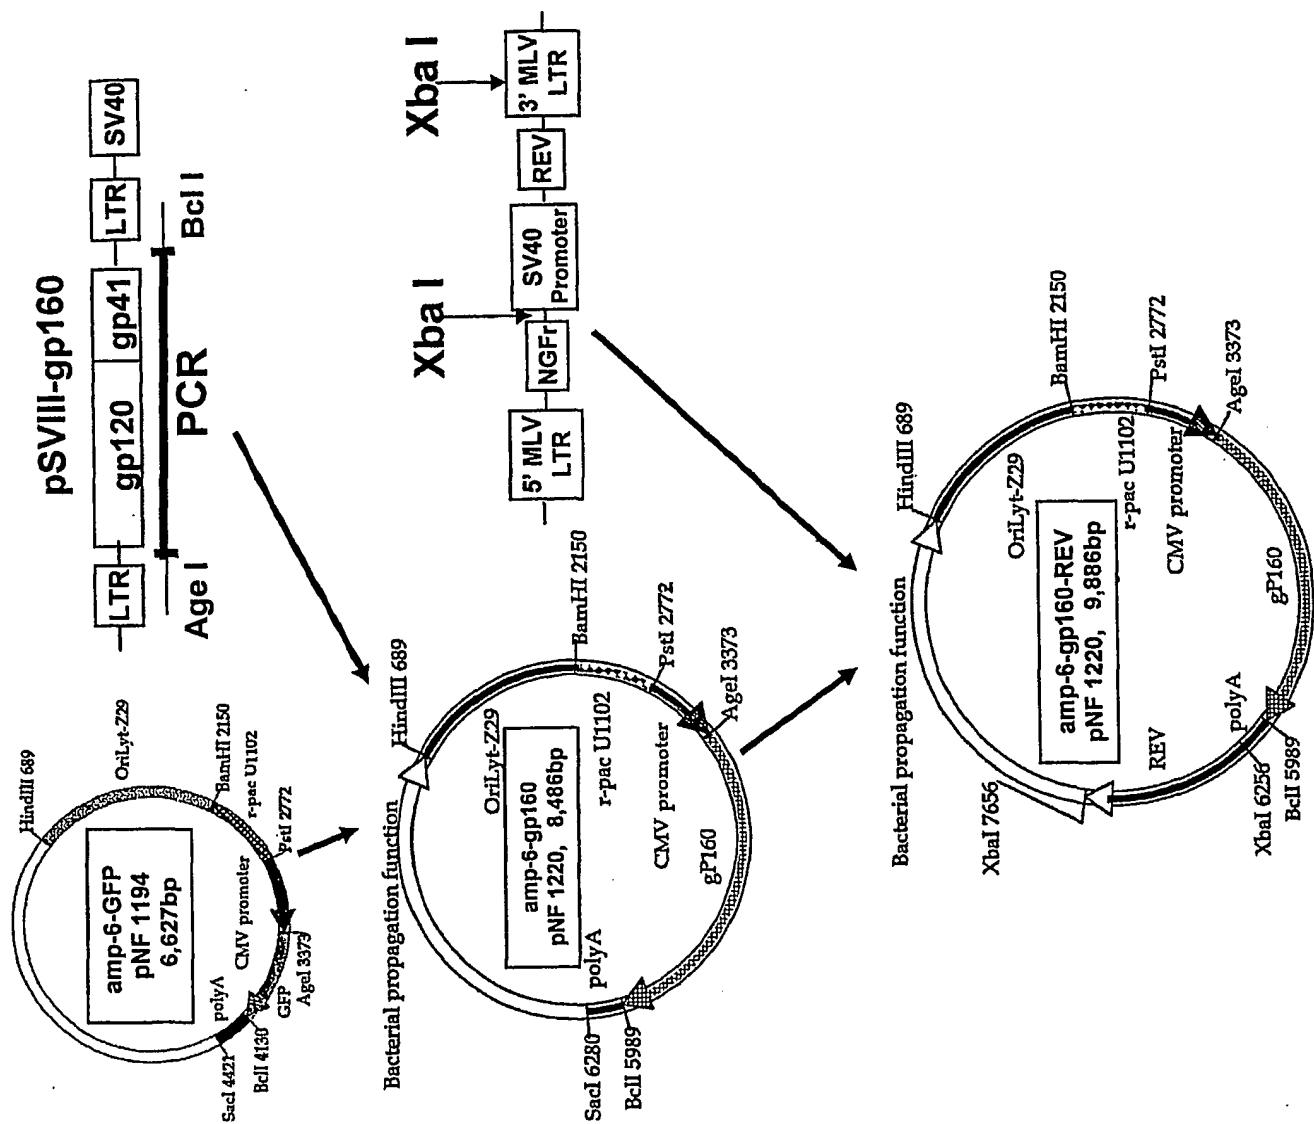 pSVIII-gp160
LTR
gp120
gp41
LTR
SV40
Age I
PCR
Bcl I
HindIII 689
OriLyt-Z29
BamHI 2150
r-pac U1102
PstI 2772
CMV promoter
AgeI 3373
GFP
BclI 4130
polyA
SacI 4421
amp-6-GFP
pNF 1194
6,627bp
Xba I
Xba I
5' MLV
LTR
NGFr
SV40
Promoter
REV
3' MLV
LTR
Bacterial propagation function
HindIII 689
OriLyt-Z29
BamHI 2150
r-pac U1102
PstI 2772
CMV promoter
AgeI 3373
gP160
polyA
SacI 6280
BclI 5989
amp-6-gp160
pNF 1220, 8,486bp
Bacterial propagation function
HindIII 689
OriLyt-Z29
BamHI 2150
r-pac U1102
PstI 2772
CMV promoter
AgeI 3373
gP160
polyA
BclI 5989
XbaI 6256
REV
XbaI 7656
amp-6-gp160-REV
pNF 1220, 9,886bp